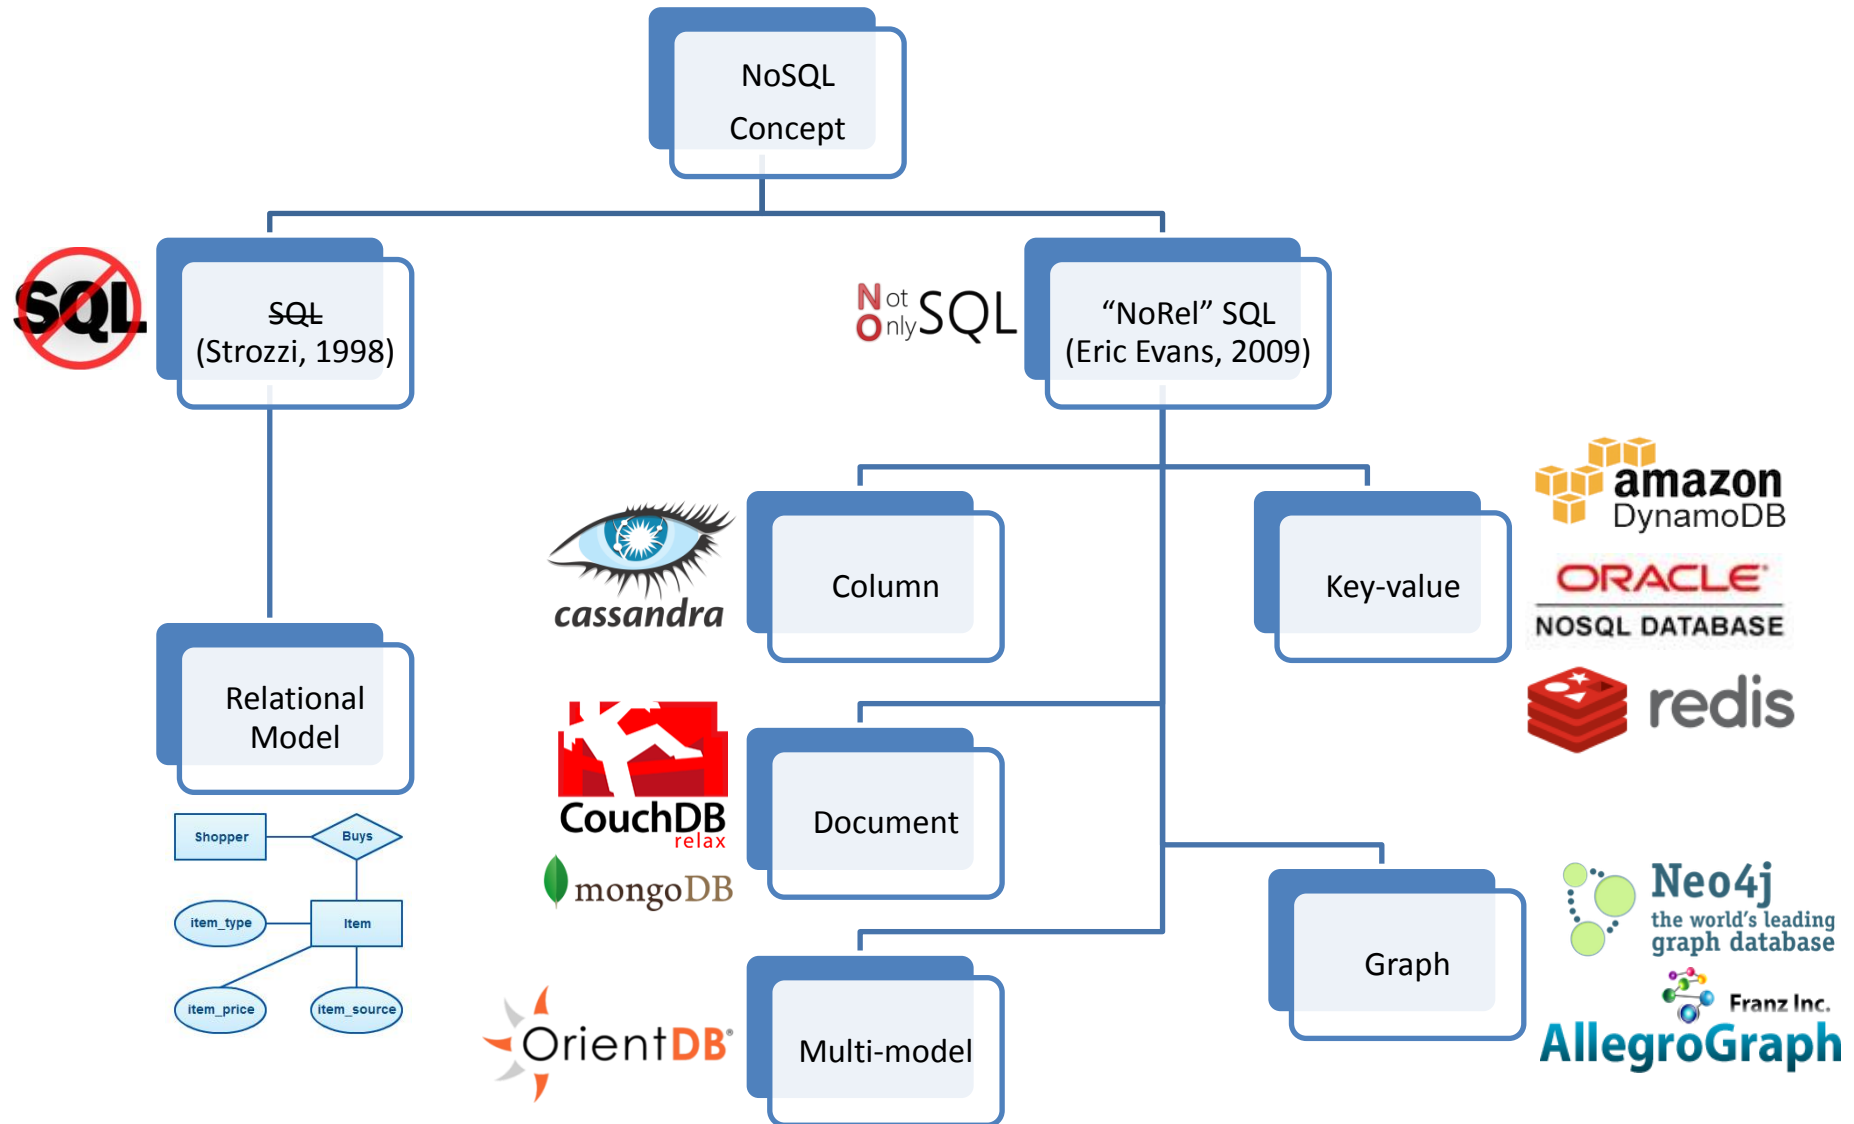 NoSQL
Concept
SQL
SQL
(Strozzi, 1998)
Not
Only
SQL
“NoRel” SQL
(Eric Evans, 2009)
cassandra
Column
Key-value
amazon
DynamoDB
ORACLE
NOSQL DATABASE
redis
Relational
Model
Shopper
Buys
item_type
Item
item_price
item_source
CouchDB
relax
mongoDB
Document
Graph
Neo4j
the world's leading
graph database
Franz Inc.
AllegroGraph
OrientDB®
Multi-model